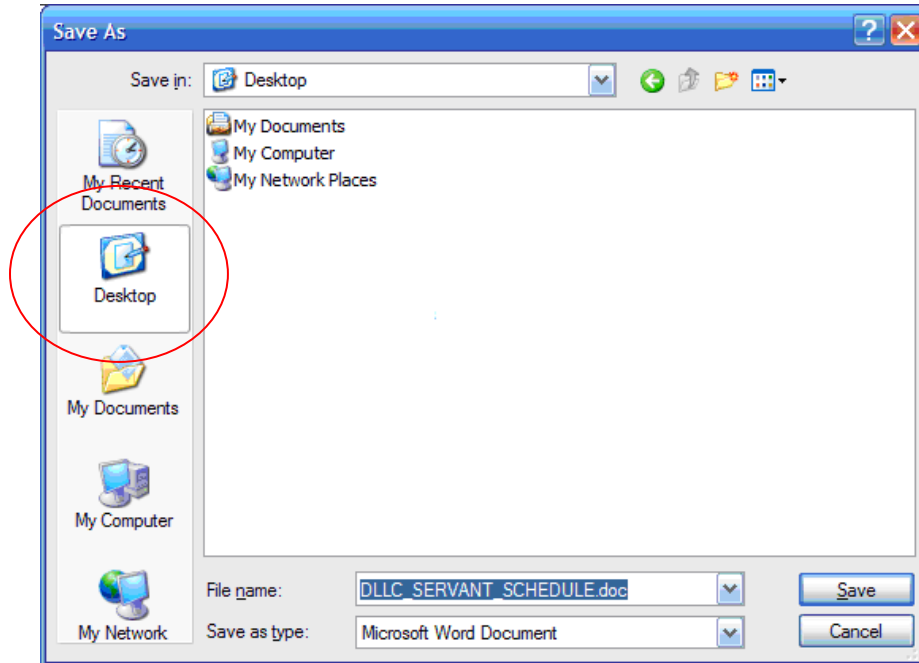 Save As
Save in:
Desktop
My Documents
My Computer
My Network Places
My Recent
Documents
Desktop
My Documents
My Computer
My Network
File name:
DLLC_SERVANT_SCHEDULE.doc
Save
Save as type:
Microsoft Word Document
Cancel